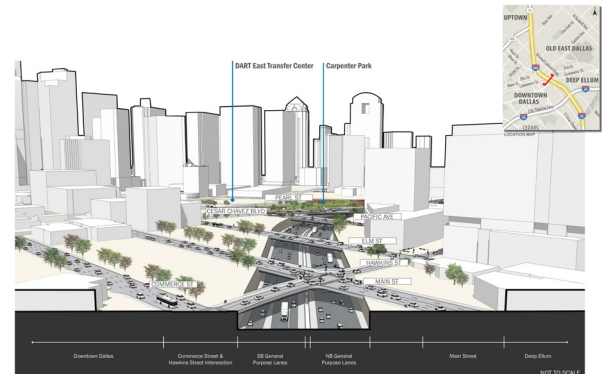 DART East Transfer Center
Carpenter Park
PEARL ST
CESAR CHAVEZ BLVD
PACIFIC AVE
ELM ST
HAWKINS ST
COMMERCE ST
MAIN ST
Downtown Dallas
Commerce Street &
Hawkins Street Intersection
SB General
Purpose Lanes
NB General
Purpose Lanes
Main Street
Deep Ellum
NOT TO SCALE
UPTOWN
OLD EAST DALLAS
DEEP ELLUM
DOWNTOWN
DALLAS
CEDARS
LOCATION MAP